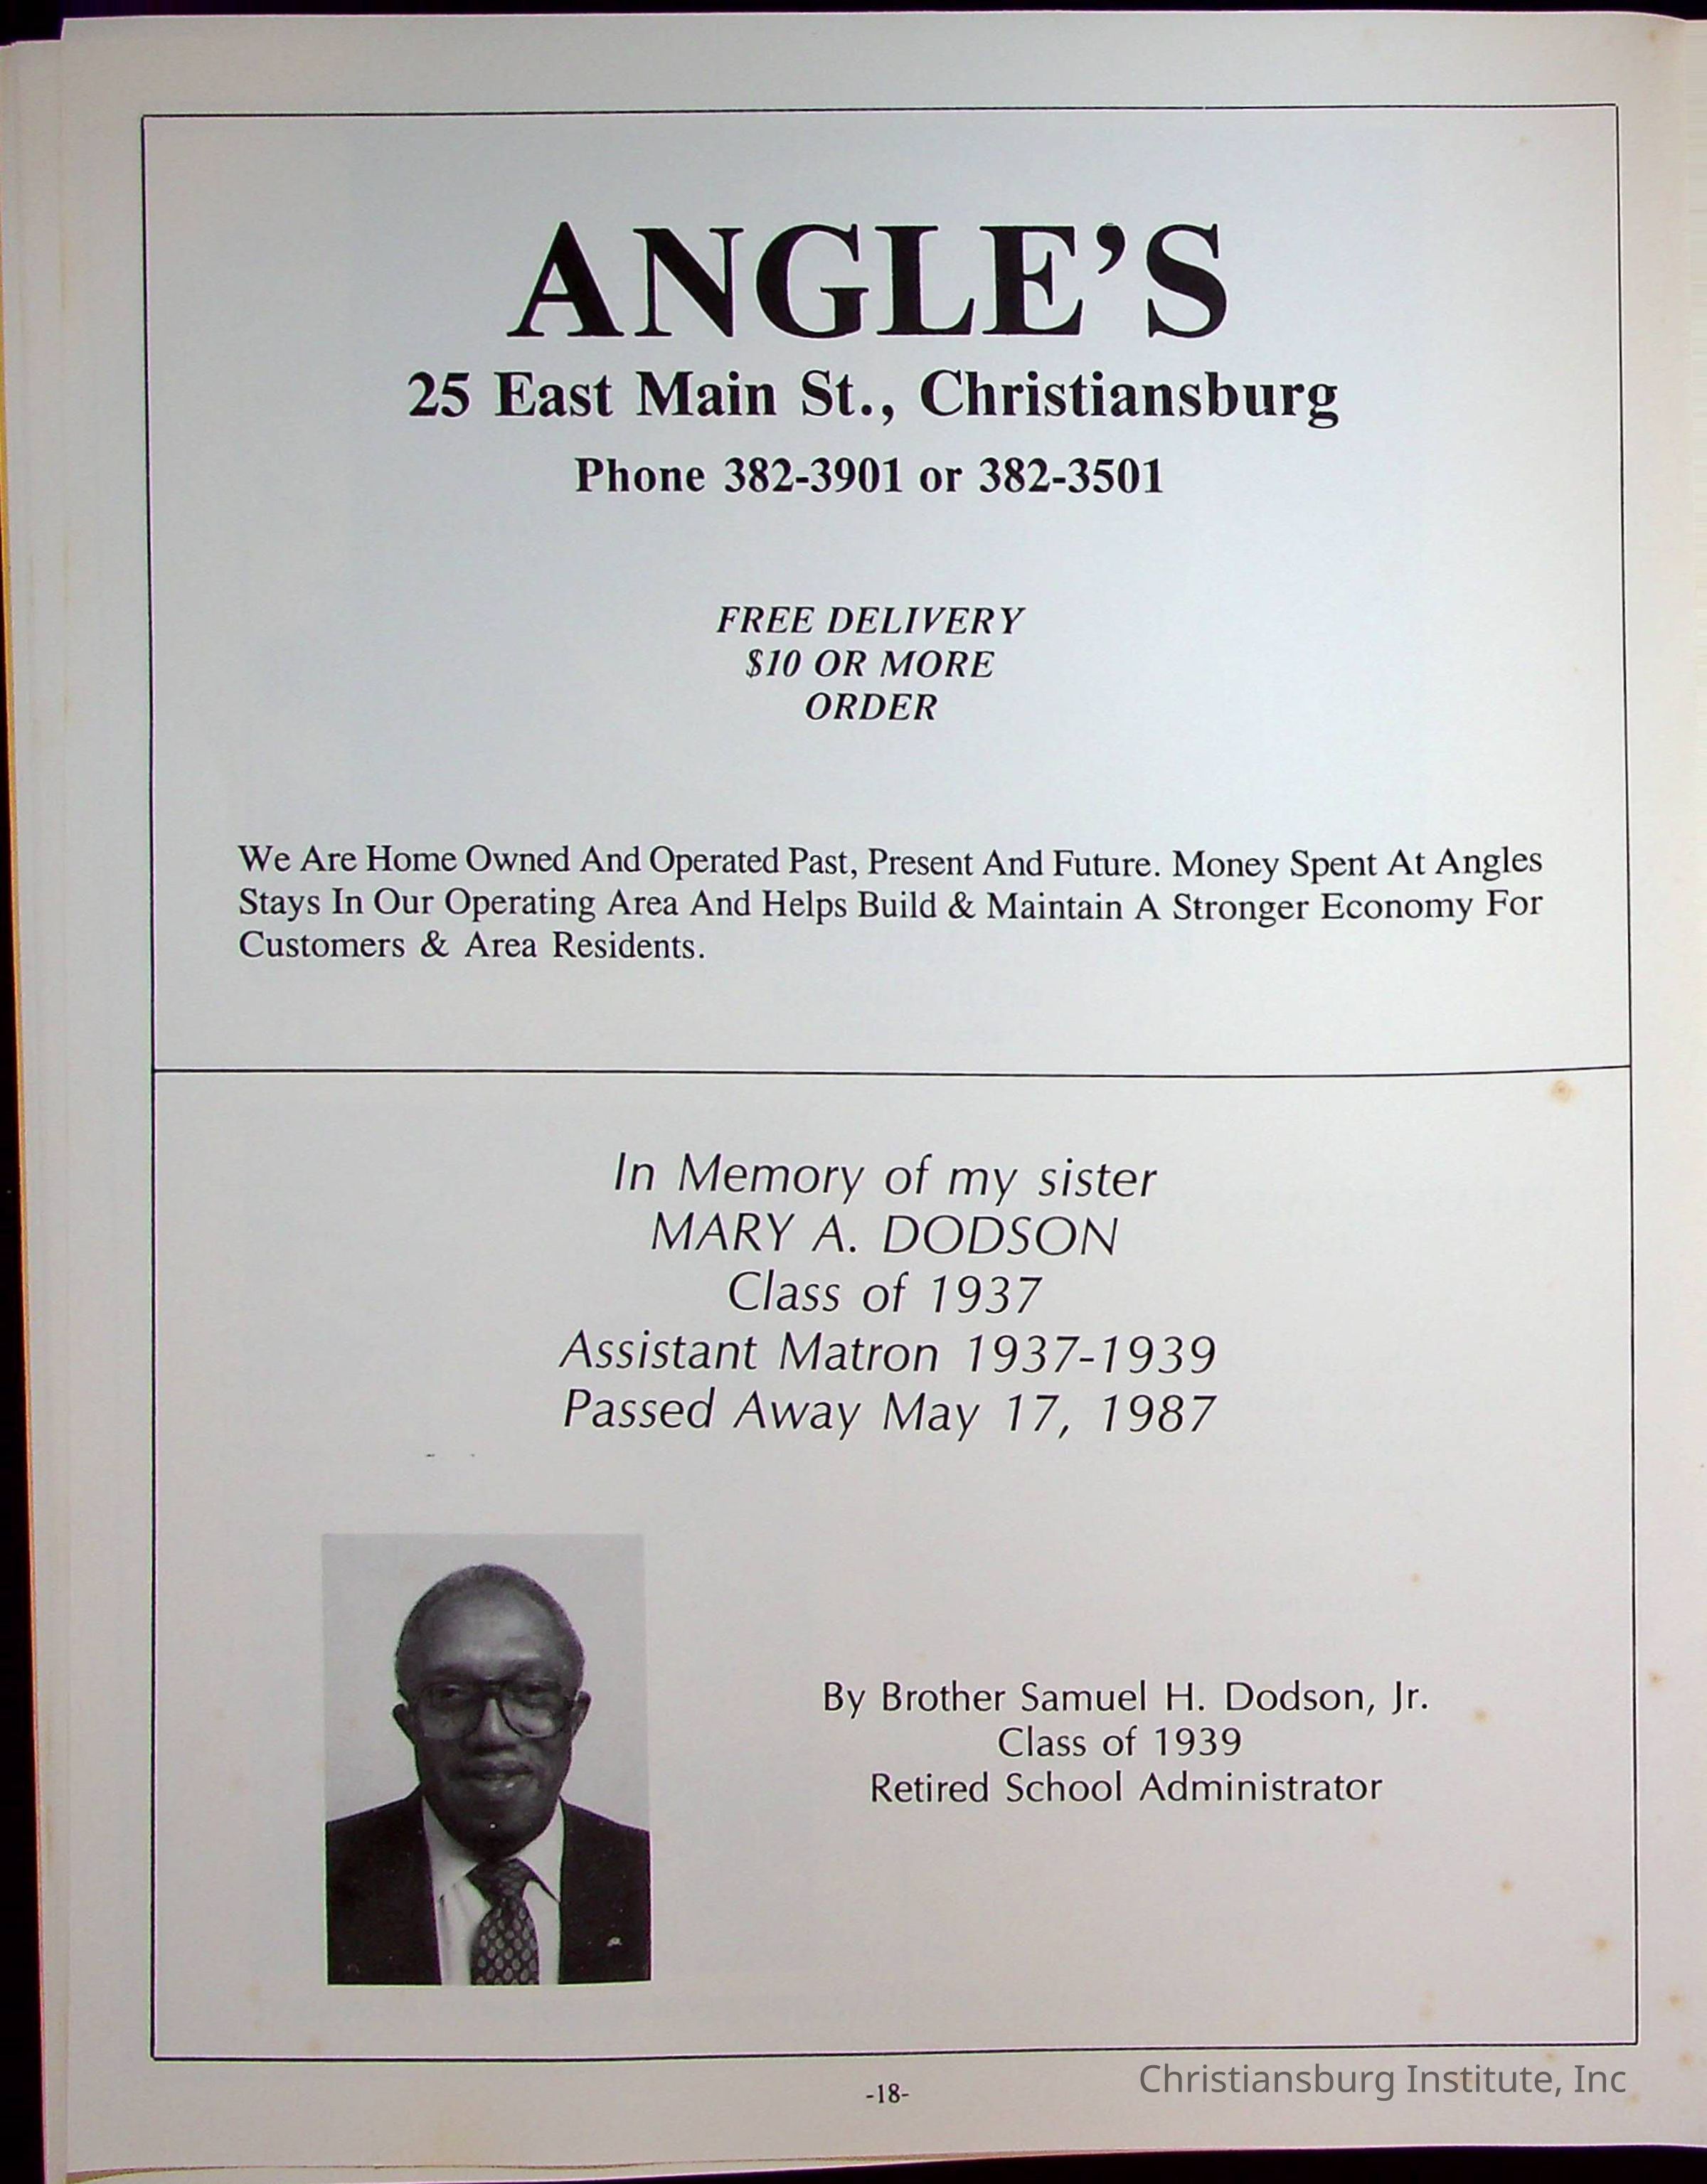 ANGLE'S
25 East Main St., Christiansburg
Phone 382-3901 or 382-3501
FREE DELIVERY
$10 OR MORE
ORDER
We Are Home Owned And Operated Past, Present And Future. Money Spent At Angles
Stays In Our Operating Area And Helps Build & Maintain A Stronger Economy For
Customers & Area Residents.
In Memory of my sister
MARY A. DODSON
Class of 1937
Assistant Matron 1937-1939
Passed Away May 17, 1987
By Brother Samuel H. Dodson, Jr.
Class of 1939
Retired School Administrator
-18-
Christiansburg Institute, Inc